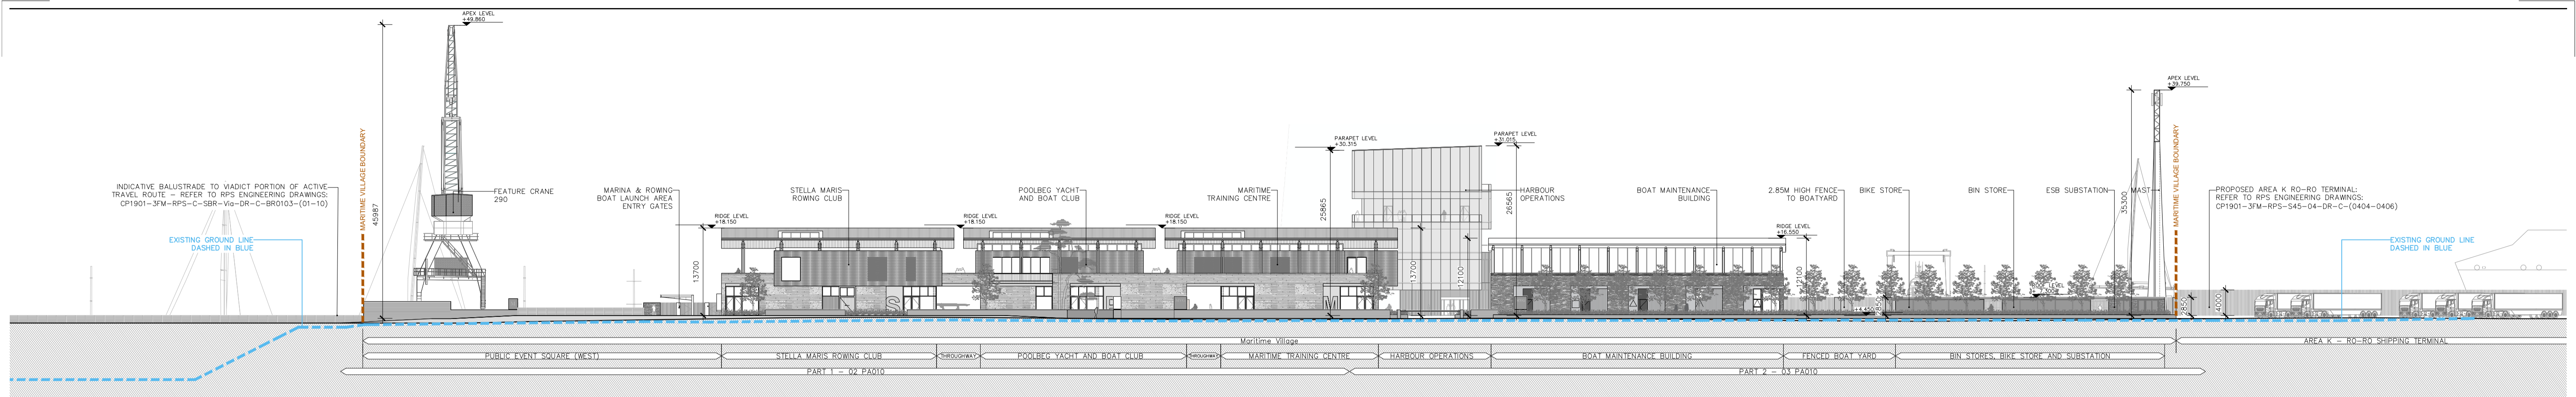 APEX LEVEL
+49.860
APEX LEVEL
+39.750
PARAPET LEVEL
+30.315
PARAPET LEVEL
+31.015
MARITIME VILLAGE BOUNDARY
45987
INDICATIVE BALUSTRADE TO VIADICT PORTION OF ACTIVE
TRAVEL ROUTE - REFER TO RPS ENGINEERING DRAWINGS:
CP1901-3FM-RPS-C-SBR-Via-DR-C-BR0103-(01-10)
EXISTING GROUND LINE
DASHED IN BLUE
FEATURE CRANE
290
MARINA & ROWING
BOAT LAUNCH AREA
ENTRY GATES
STELLA MARIS
ROWING CLUB
POOLBEG YACHT
AND BOAT CLUB
MARITIME
TRAINING CENTRE
HARBOUR
OPERATIONS
BOAT MAINTENANCE
BUILDING
2.85M HIGH FENCE
TO BOATYARD
BIKE STORE
BIN STORE
ESB SUBSTATION
MAST
MARITIME VILLAGE BOUNDARY
PROPOSED AREA K RO-RO TERMINAL:
REFER TO RPS ENGINEERING DRAWINGS:
CP1901-3FM-RPS-S45-04-DR-C-(0404-0406)
EXISTING GROUND LINE
DASHED IN BLUE
RIDGE LEVEL
+18.150
RIDGE LEVEL
+18.150
RIDGE LEVEL
+18.150
RIDGE LEVEL
+16.550
13700
25865
13700
12100
26565
12100
+4.450
2850
35300
2850
4000
S
M
Maritime Village
PUBLIC EVENT SQUARE (WEST)
STELLA MARIS ROWING CLUB
THROUGHWAY
POOLBEG YACHT AND BOAT CLUB
THROUGHWAY
MARITIME TRAINING CENTRE
HARBOUR OPERATIONS
BOAT MAINTENANCE BUILDING
FENCED BOAT YARD
BIN STORES, BIKE STORE AND SUBSTATION
AREA K - RO-RO SHIPPING TERMINAL
PART 1 - 02 PA010
PART 2 - 03 PA010